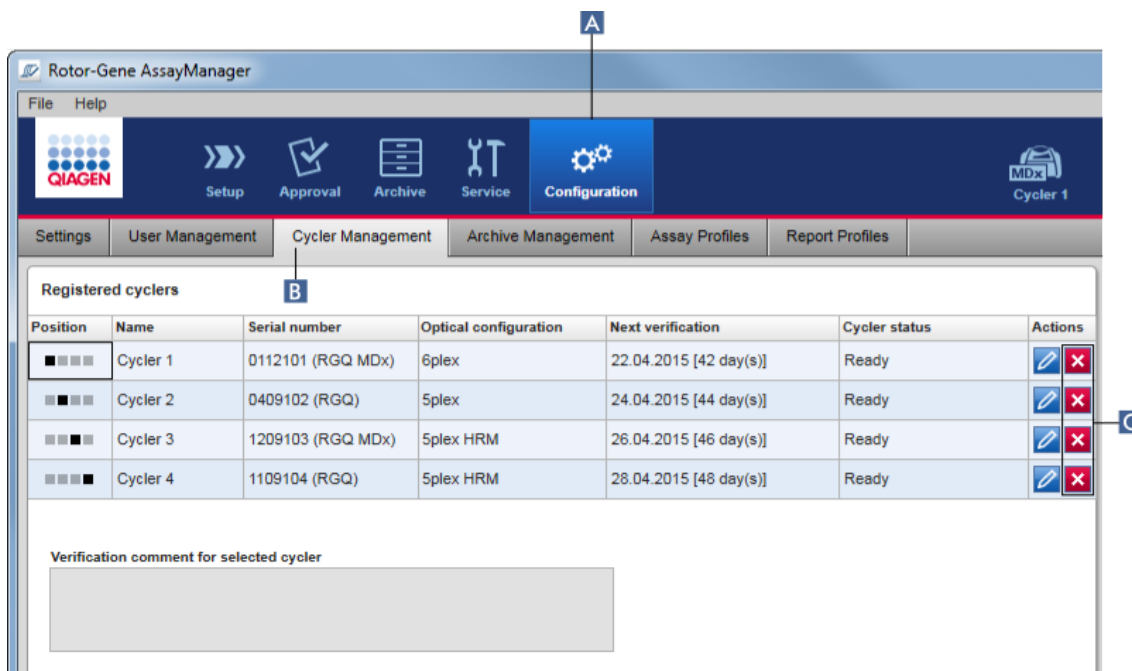 A
Rotor-Gene AssayManager
File Help
QIAGEN
Setup Approval Archive Service Configuration
MDx
Cycler 1
Settings User Management Cycler Management Archive Management Assay Profiles Report Profiles
B
Registered cyclers
Position Name Serial number Optical configuration Next verification Cycler status Actions
Cycler 1 0112101 (RGQ MDx) 6plex 22.04.2015 [42 day(s)] Ready
Cycler 2 0409102 (RGQ) 5plex 24.04.2015 [44 day(s)] Ready
C
Cycler 3 1209103 (RGQ MDx) 5plex HRM 26.04.2015 [46 day(s)] Ready
Cycler 4 1109104 (RGQ) 5plex HRM 28.04.2015 [48 day(s)] Ready
Verification comment for selected cycler